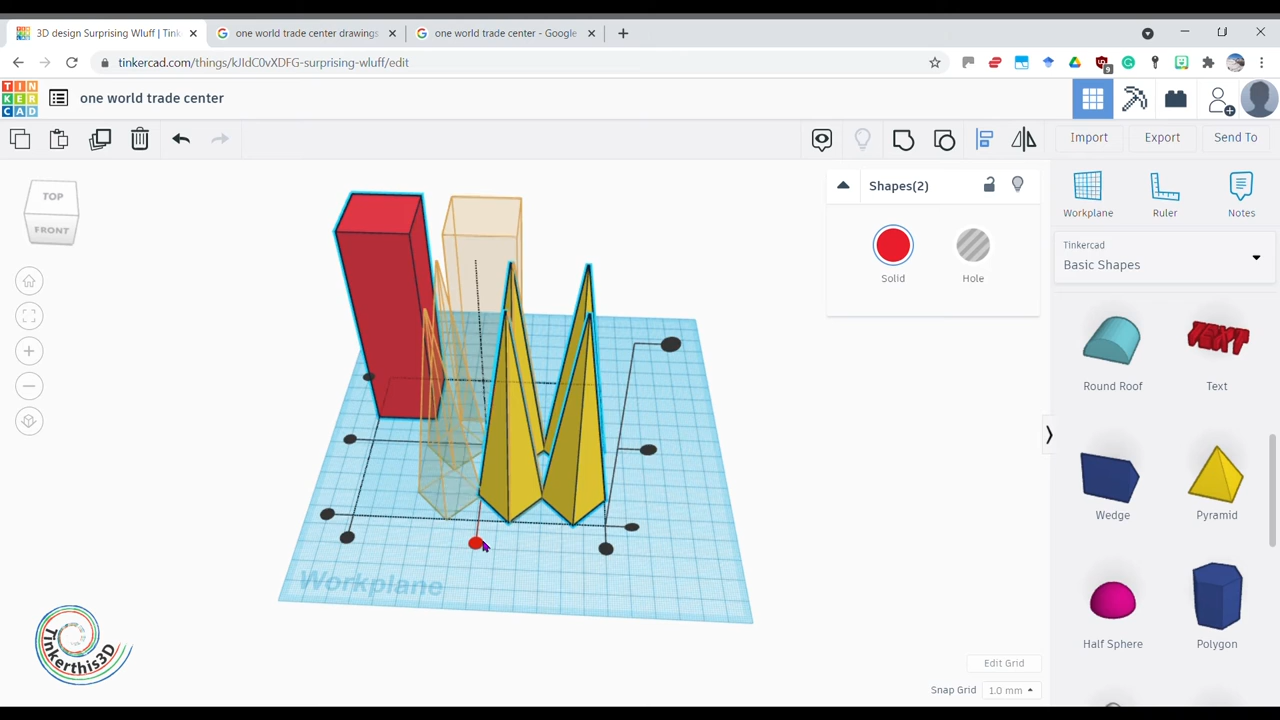 3D design Surprising Wluff | Tink
one world trade center drawings
one world trade center - Google
tinkercad.com/things/kJIdC0vXDFG-surprising-wluff/edit
9
TIN
KER
CAD
one world trade center
Import
Export
Send To
TOP
FRONT
Shapes(2)
Solid
Hole
Workplane
Ruler
Notes
Tinkercad
Basic Shapes
Round Roof
TEXT
Text
Wedge
Pyramid
Half Sphere
Polygon
Workplane
Tinkerthis3D
Edit Grid
Snap Grid 1.0 mm